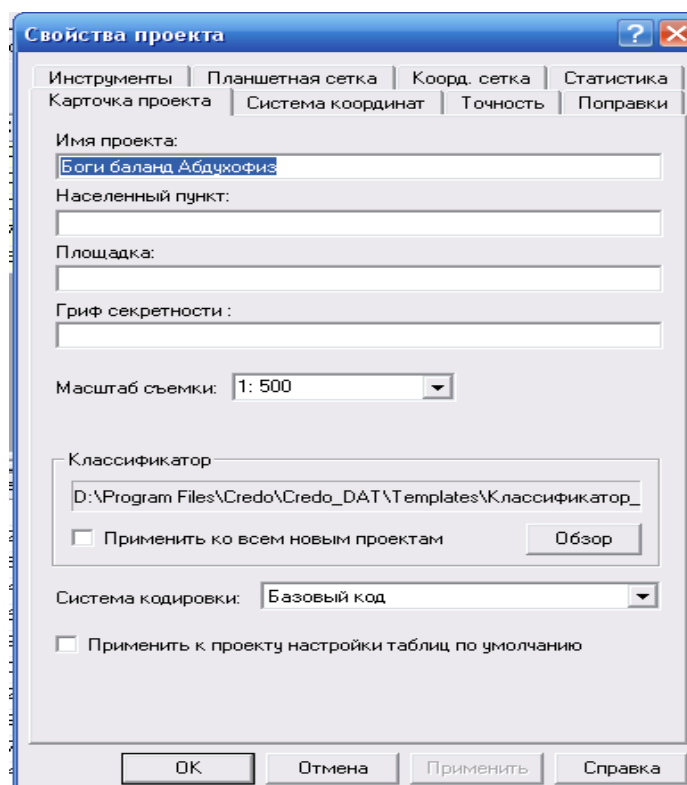 Свойства проекта
Инструменты Планшетная сетка Коорд. сетка Статистика
Карточка проекта Система координат Точность Поправки
Имя проекта:
Боги баланд Абдухофиз
Населенный пункт:
Площадка:
Гриф секретности :
Масштаб съемки: 1: 500
Классификатор
D:\Program Files\Credo\Credo_DAT\Templates\Классификатор_
Применить ко всем новым проектам Обзор
Система кодировки: Базовый код
Применить к проекту настройки таблиц по умолчанию
OK Отмена Применить Справка